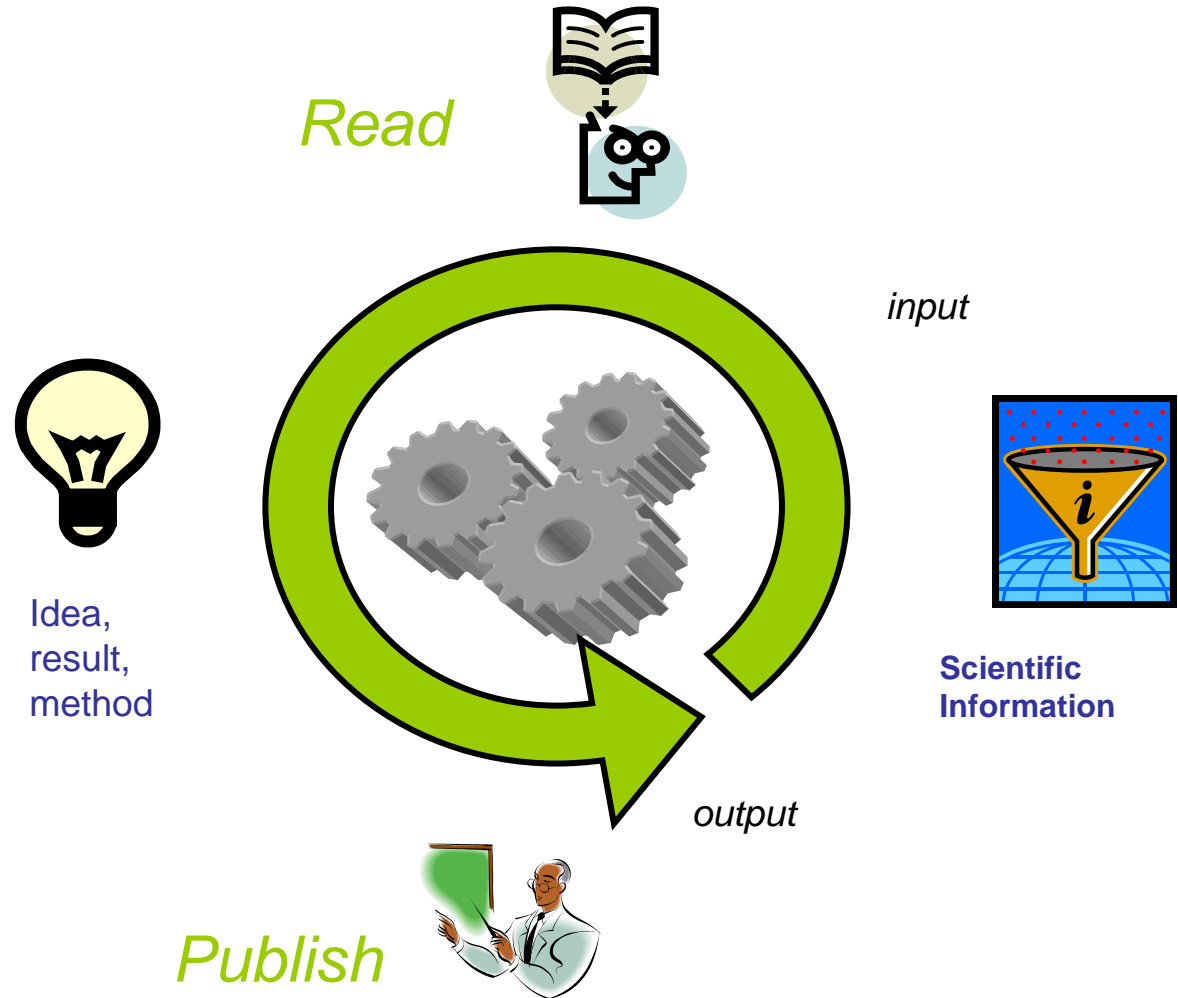 Read
input
i
Idea,
result,
method
Scientific
Information
output
Publish